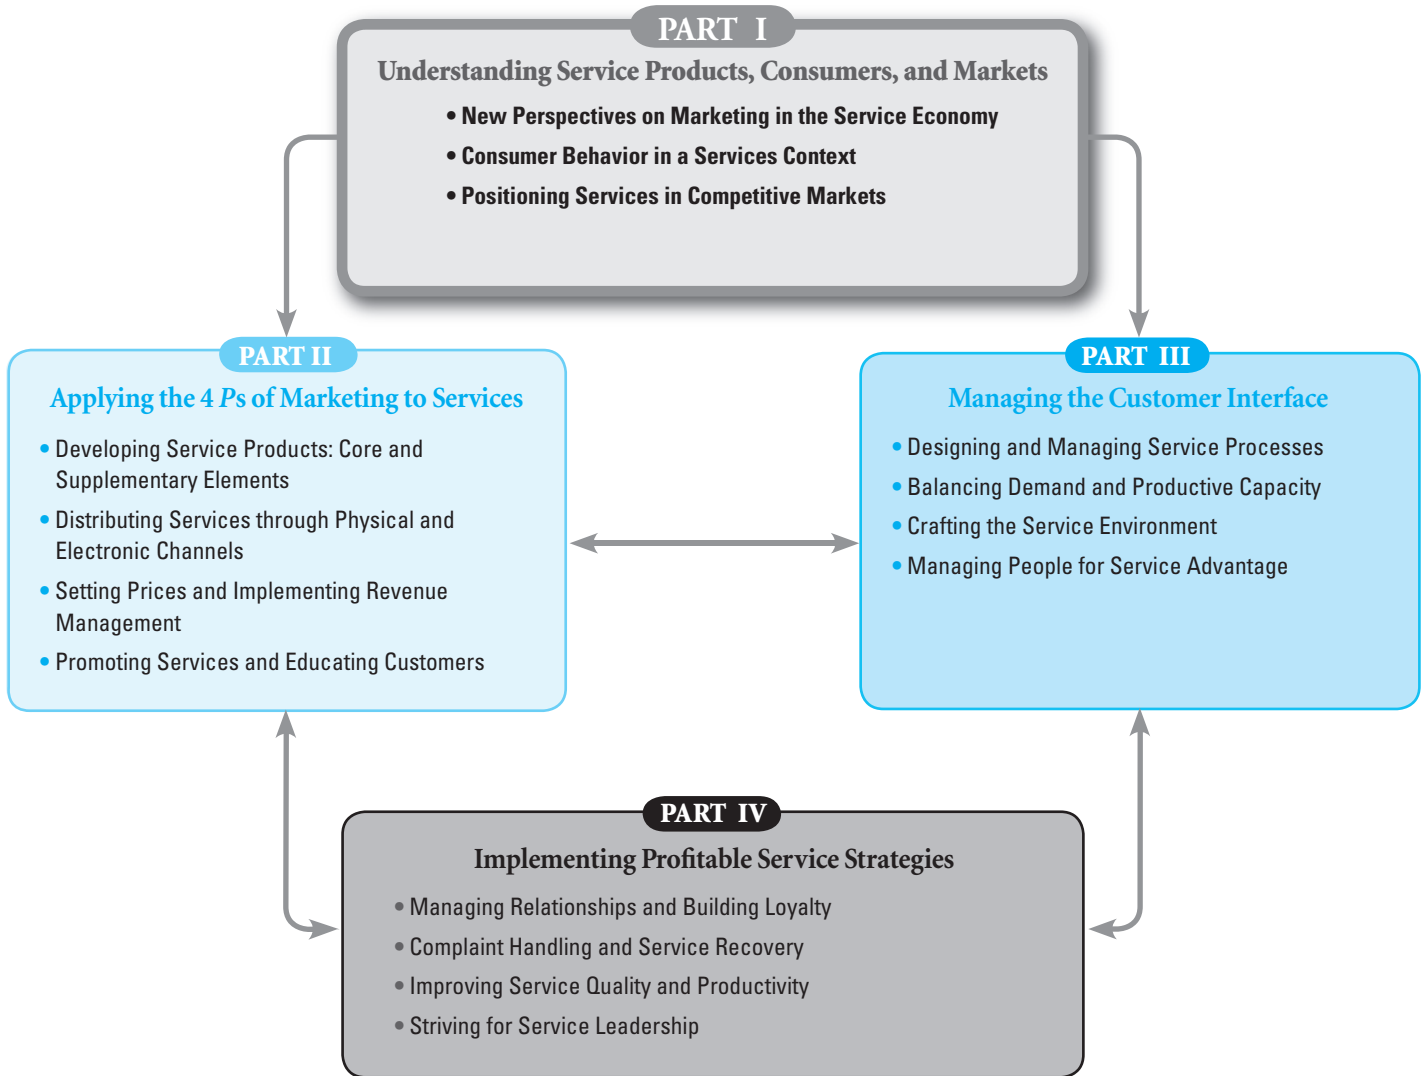 PART I
Understanding Service Products, Consumers, and Markets
• New Perspectives on Marketing in the Service Economy
• Consumer Behavior in a Services Context
• Positioning Services in Competitive Markets
PART II
Applying the 4 Ps of Marketing to Services
• Developing Service Products: Core and
Supplementary Elements
• Distributing Services through Physical and
Electronic Channels
• Setting Prices and Implementing Revenue
Management
• Promoting Services and Educating Customers
PART III
Managing the Customer Interface
• Designing and Managing Service Processes
• Balancing Demand and Productive Capacity
• Crafting the Service Environment
• Managing People for Service Advantage
PART IV
Implementing Profitable Service Strategies
• Managing Relationships and Building Loyalty
• Complaint Handling and Service Recovery
• Improving Service Quality and Productivity
• Striving for Service Leadership